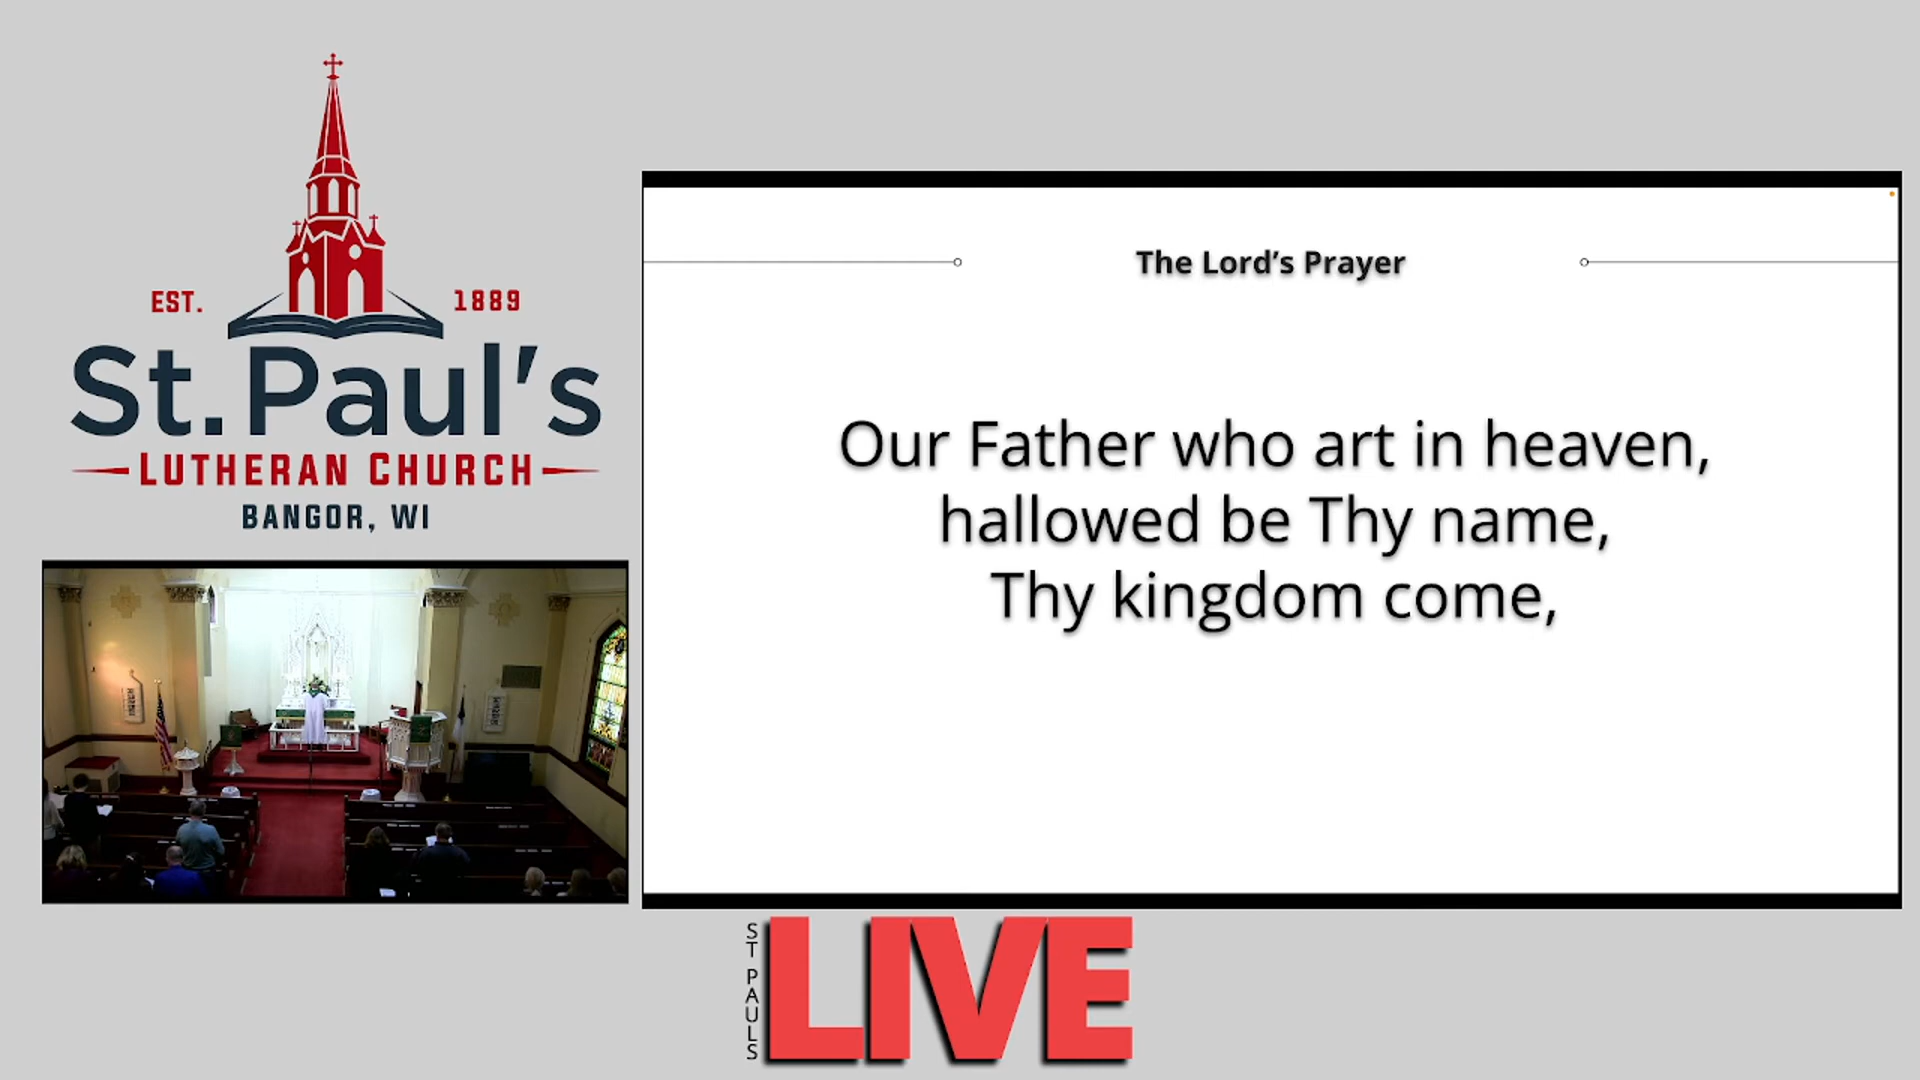 EST. 1889
St. Paul's
LUTHERAN CHURCH
BANGOR, WI
The Lord's Prayer
Our Father who art in heaven,
hallowed be Thy name,
Thy kingdom come,
ST PAULS
LIVE